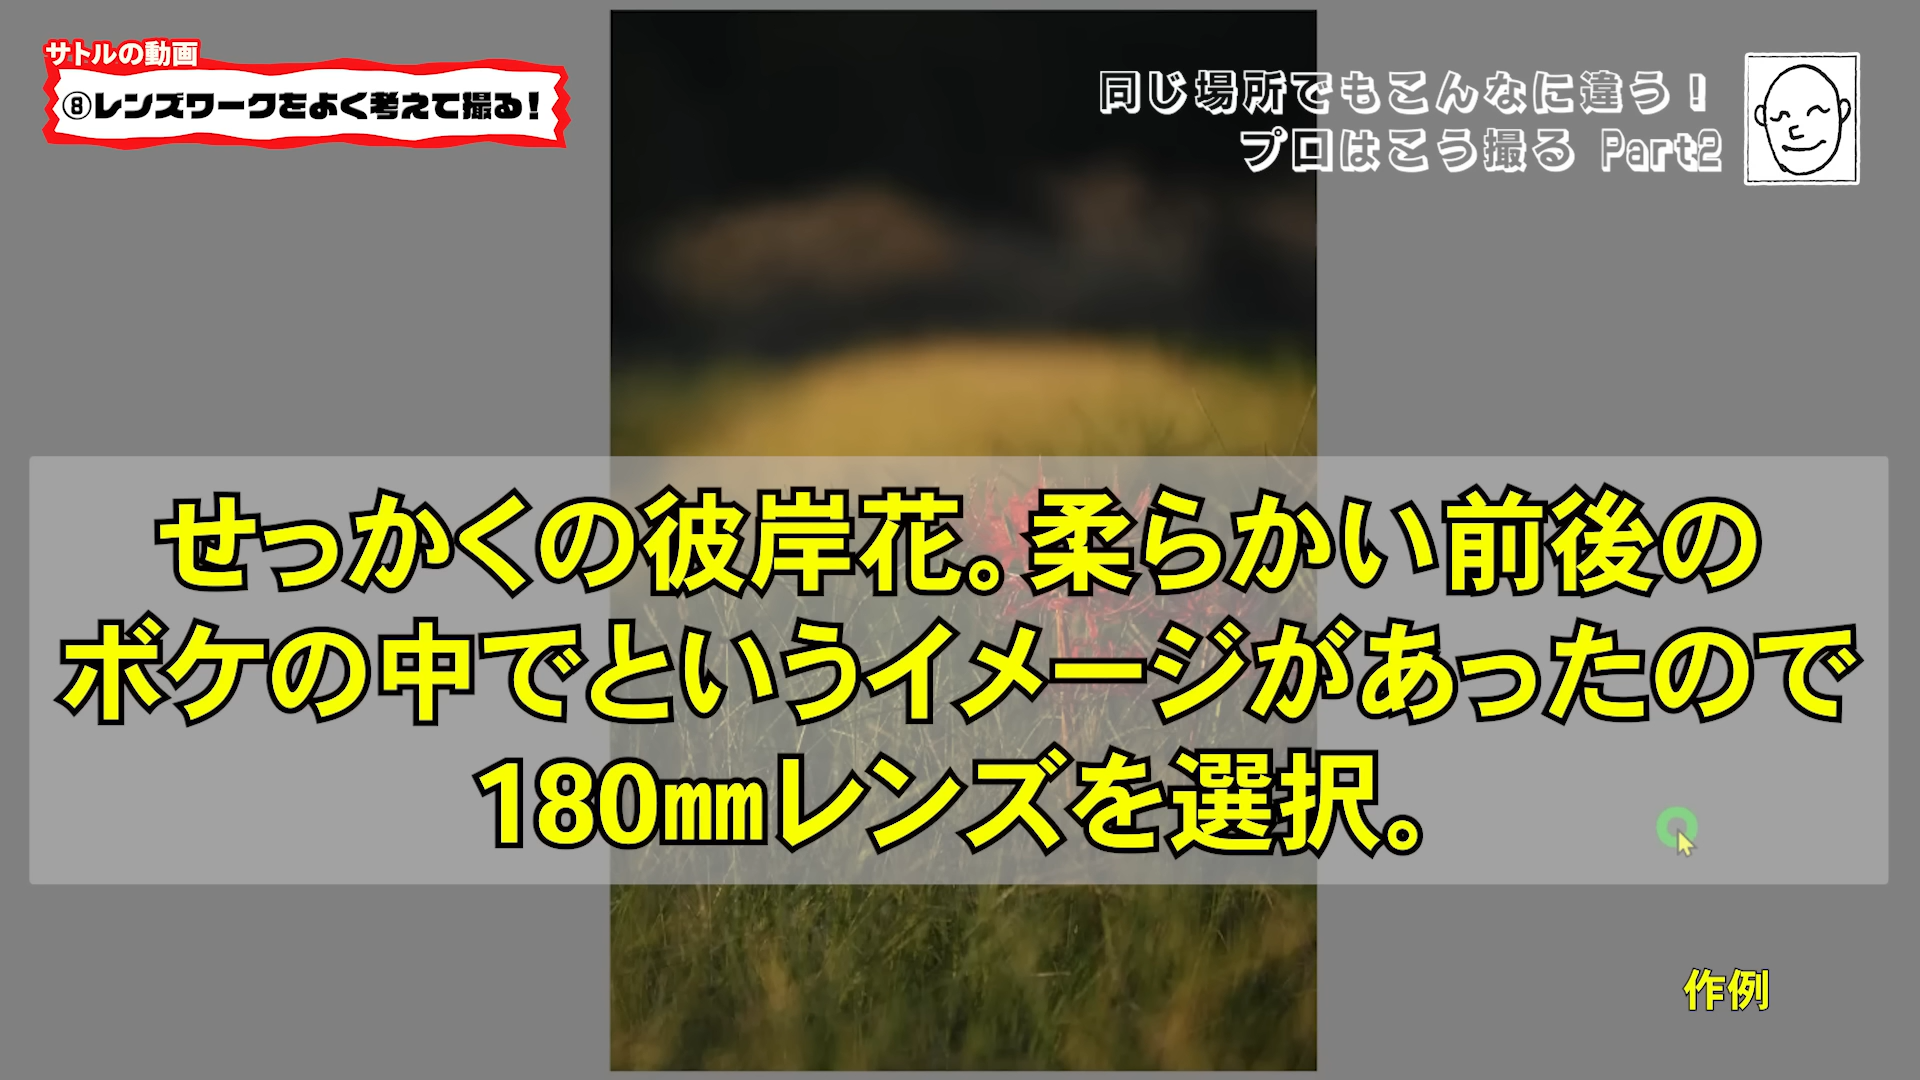 サトルの動画
⑧レンズワークをよく考えて撮る！
同じ場所でもこんなに違う！
プロはこう撮る Part2
せっかくの彼岸花。柔らかい前後の
ボケの中でというイメージがあったので
180㎜レンズを選択。
作例